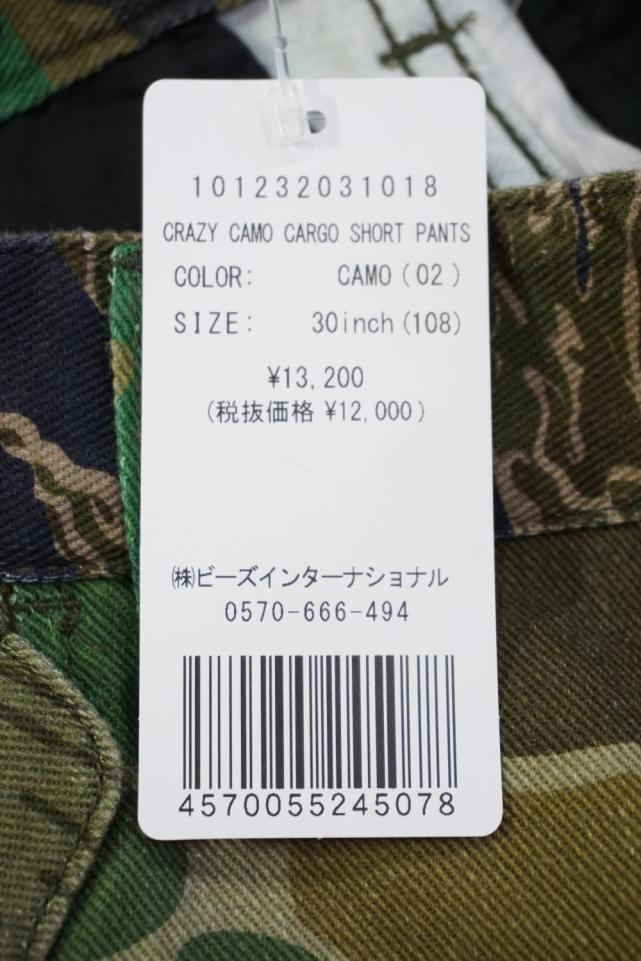 101232031018
CRAZY CAMO CARGO SHORT PANTS
COLOR: CAMO(02)
SIZE: 30inch(108)
¥13,200
(税抜価格 ¥12,000)
㈱ビーズインターナショナル
0570-666-494
4570055245078